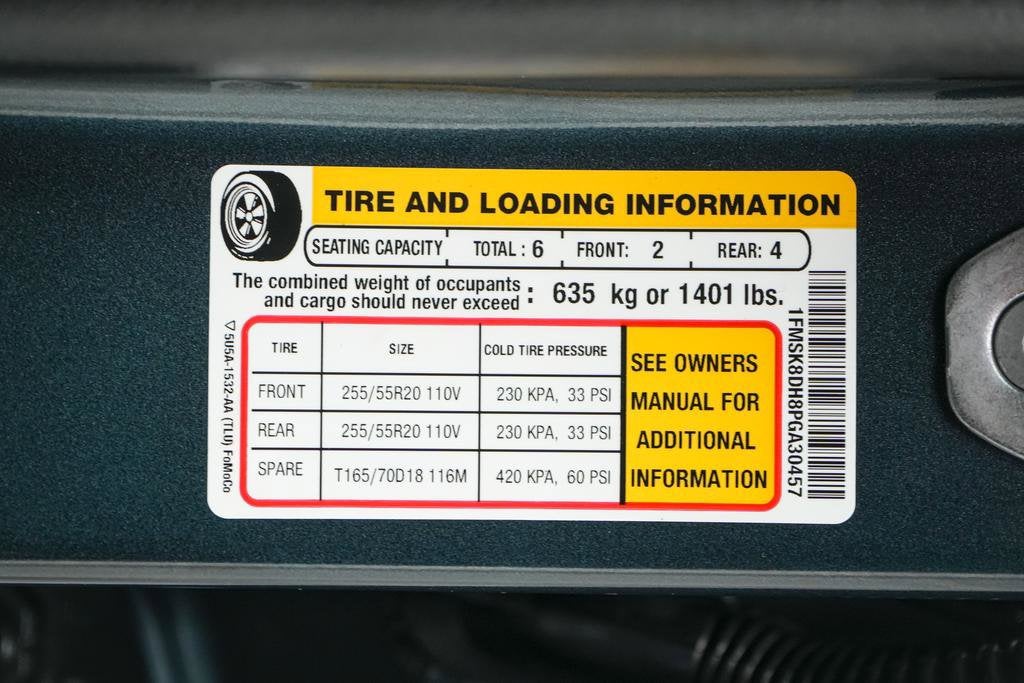 TIRE AND LOADING INFORMATION
SEATING CAPACITY TOTAL : 6 FRONT: 2 REAR: 4
The combined weight of occupants
and cargo should never exceed : 635 kg or 1401 lbs.
TIRE SIZE COLD TIRE PRESSURE
FRONT 255/55R20 110V 230 KPA, 33 PSI
REAR 255/55R20 110V 230 KPA, 33 PSI
SPARE T165/70D18 116M 420 KPA, 60 PSI
SEE OWNERS
MANUAL FOR
ADDITIONAL
INFORMATION
5U5A-1532-AA (TLU) FoMoCo
1FMSK8DH8PGA30457